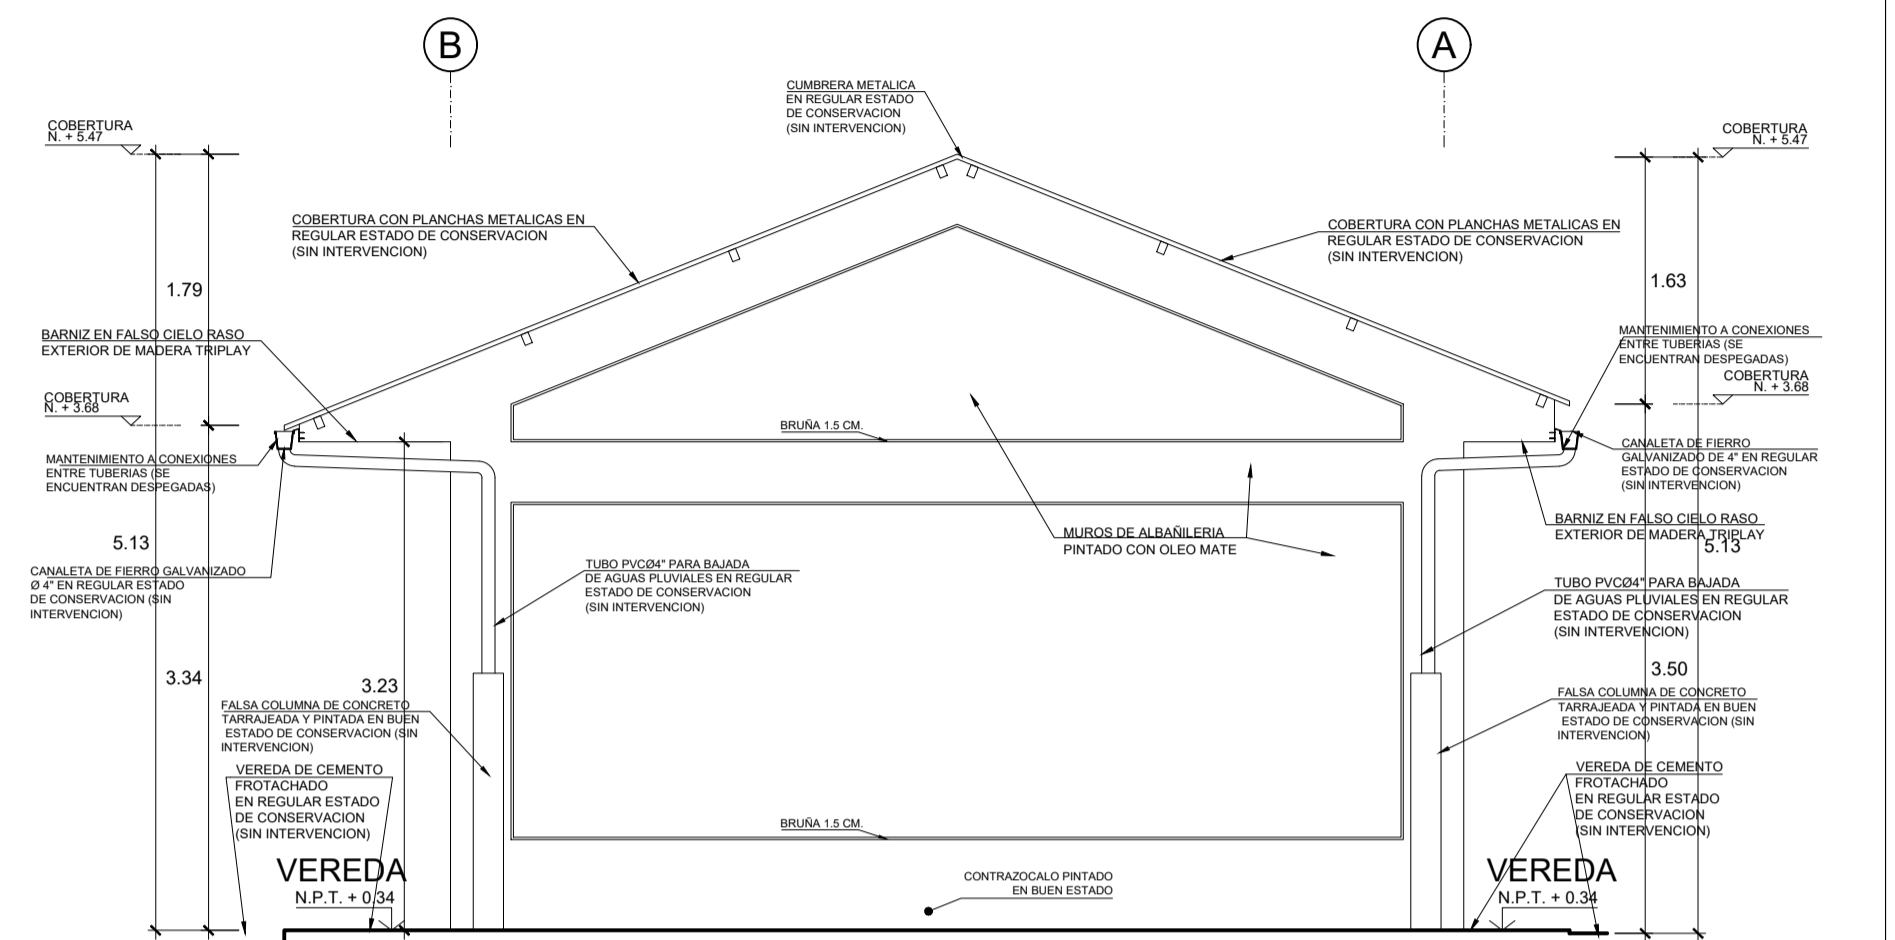 B
A
CUMBRERA METALICA
EN REGULAR ESTADO
DE CONSERVACION
(SIN INTERVENCION)
COBERTURA
N. + 5.47
COBERTURA
N. + 5.47
COBERTURA CON PLANCHAS METALICAS EN
REGULAR ESTADO DE CONSERVACION
(SIN INTERVENCION)
COBERTURA CON PLANCHAS METALICAS EN
REGULAR ESTADO DE CONSERVACION
(SIN INTERVENCION)
1.79
1.63
BARNIZ EN FALSO CIELO RASO
EXTERIOR DE MADERA TRIPLAY
MANTENIMIENTO A CONEXIONES
ENTRE TUBERIAS (SE
ENCUENTRAN DESPEGADAS)
COBERTURA
N. + 3.68
COBERTURA
N. + 3.68
BRUÑA 1.5 CM.
MANTENIMIENTO A CONEXIONES
ENTRE TUBERIAS (SE
ENCUENTRAN DESPEGADAS)
CANALETA DE FIERRO
GALVANIZADO DE 4" EN REGULAR
ESTADO DE CONSERVACION
(SIN INTERVENCION)
MUROS DE ALBAÑILERIA
PINTADO CON OLEO MATE
BARNIZ EN FALSO CIELO RASO
EXTERIOR DE MADERA TRIPLAY
5.13
5.13
CANALETA DE FIERRO GALVANIZADO
Ø 4" EN REGULAR ESTADO
DE CONSERVACION (SIN
INTERVENCION)
TUBO PVCØ4" PARA BAJADA
DE AGUAS PLUVIALES EN REGULAR
ESTADO DE CONSERVACION
(SIN INTERVENCION)
TUBO PVCØ4" PARA BAJADA
DE AGUAS PLUVIALES EN REGULAR
ESTADO DE CONSERVACION
(SIN INTERVENCION)
3.34
3.23
3.50
FALSA COLUMNA DE CONCRETO
TARRAJEADA Y PINTADA EN BUEN
ESTADO DE CONSERVACION (SIN
INTERVENCION)
FALSA COLUMNA DE CONCRETO
TARRAJEADA Y PINTADA EN BUEN
ESTADO DE CONSERVACION (SIN
INTERVENCION)
VEREDA DE CEMENTO
FROTACHADO
EN REGULAR ESTADO
DE CONSERVACION
(SIN INTERVENCION)
VEREDA DE CEMENTO
FROTACHADO
EN REGULAR ESTADO
DE CONSERVACION
(SIN INTERVENCION)
BRUÑA 1.5 CM.
VEREDA
N.P.T. + 0.34
CONTRAZOCALO PINTADO
EN BUEN ESTADO
VEREDA
N.P.T. + 0.34